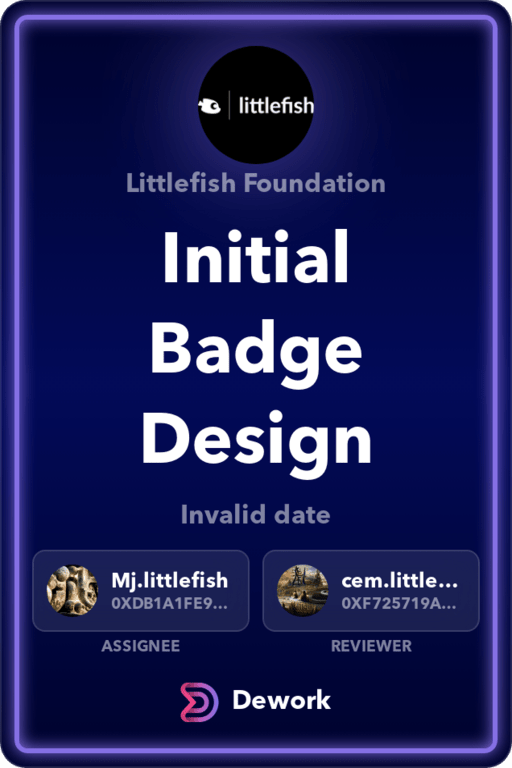 littlefish
Littlefish Foundation
Initial
Badge
Design
Invalid date
Mj.littlefish
0XDB1A1FE9...
cem.little...
0XF725719A...
ASSIGNEE
REVIEWER
Dework